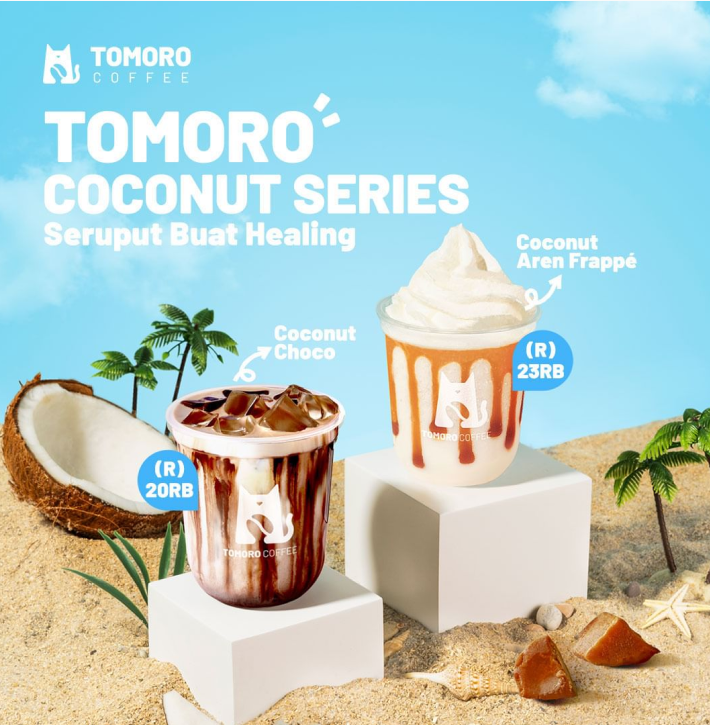 TOMORO
COFFEE
TOMORO
COCONUT SERIES
Seruput Buat Healing
Coconut
Aren Frappé
(R)
23RB
TOMORO COFFEE
Coconut
Choco
(R)
20RB
TOMORO COFFEE